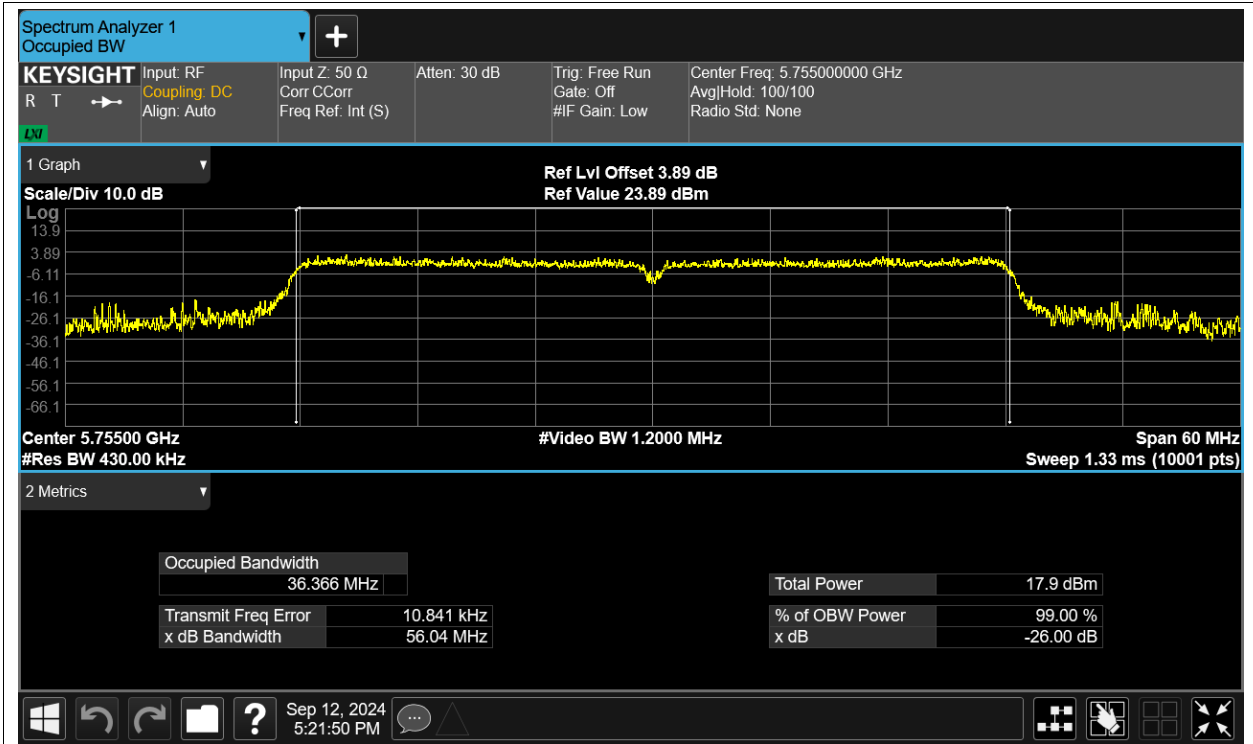 Spectrum Analyzer 1
Occupied BW
KEYSIGHT
R T
LXI
Input: RF
Coupling: DC
Align: Auto
Input Z: 50 Ω
Corr CCorr
Freq Ref: Int (S)
Atten: 30 dB
Trig: Free Run
Gate: Off
#IF Gain: Low
Center Freq: 5.755000000 GHz
Avg|Hold: 100/100
Radio Std: None
1 Graph
Ref Lvl Offset 3.89 dB
Scale/Div 10.0 dB
Ref Value 23.89 dBm
Log
13.9
3.89
-6.11
-16.1
-26.1
-36.1
-46.1
-56.1
-66.1
Center 5.75500 GHz
#Video BW 1.2000 MHz
Span 60 MHz
#Res BW 430.00 kHz
Sweep 1.33 ms (10001 pts)
2 Metrics
Occupied Bandwidth
36.366 MHz
Total Power 17.9 dBm
Transmit Freq Error 10.841 kHz
% of OBW Power 99.00 %
x dB Bandwidth 56.04 MHz
x dB -26.00 dB
?
Sep 12, 2024
5:21:50 PM